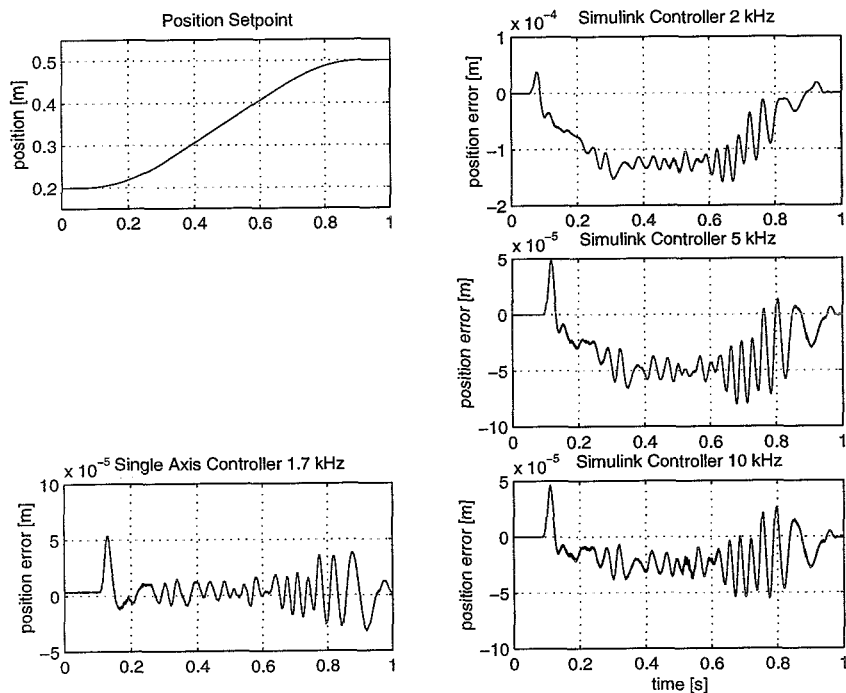 Position Setpoint
position [m]
0.5
0.4
0.3
0.2
0 0.2 0.4 0.6 0.8 1
x 10⁻⁴ Simulink Controller 2 kHz
position error [m]
1
0
−1
−2
0 0.2 0.4 0.6 0.8 1
x 10⁻⁵ Simulink Controller 5 kHz
position error [m]
5
0
−5
−10
0 0.2 0.4 0.6 0.8 1
x 10⁻⁵ Single Axis Controller 1.7 kHz
position error [m]
10
5
0
−5
0 0.2 0.4 0.6 0.8 1
x 10⁻⁵ Simulink Controller 10 kHz
position error [m]
5
0
−5
−10
0 0.2 0.4 0.6 0.8 1
time [s]